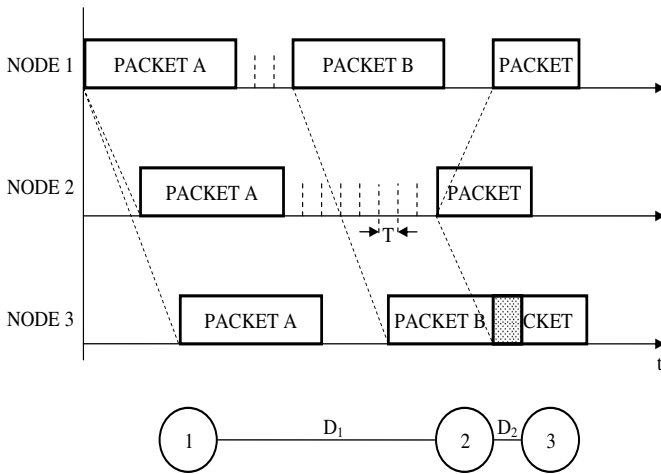 NODE 1 PACKET A PACKET B PACKET
NODE 2 PACKET A PACKET
T
NODE 3 PACKET A PACKET B CKET
t
1 D1 2 D2 3